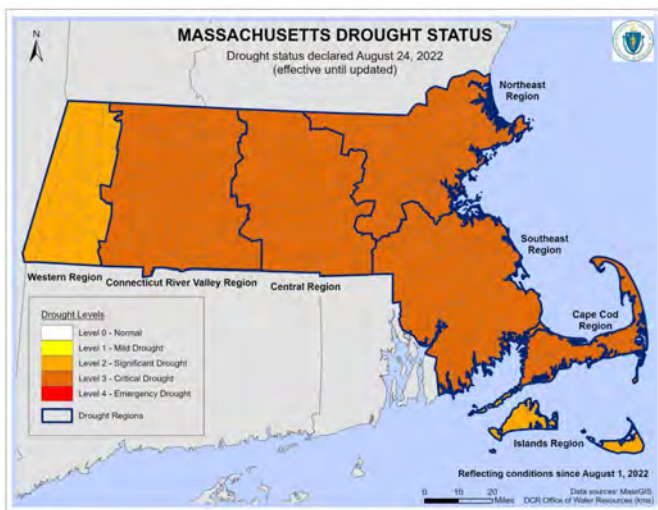 MASSACHUSETTS DROUGHT STATUS
Drought status declared August 24, 2022
(effective until updated)
N
Northeast
Region
Southeast
Region
Cape Cod
Region
Western Region
Connecticut River Valley Region
Central Region
Islands Region
Drought Levels
Level 0 - Normal
Level 1 - Mild Drought
Level 2 - Significant Drought
Level 3 - Critical Drought
Level 4 - Emergency Drought
Drought Regions
Reflecting conditions since August 1, 2022
0 10 20
Miles
Data sources: MassGIS
DCR Office of Water Resources (kms)